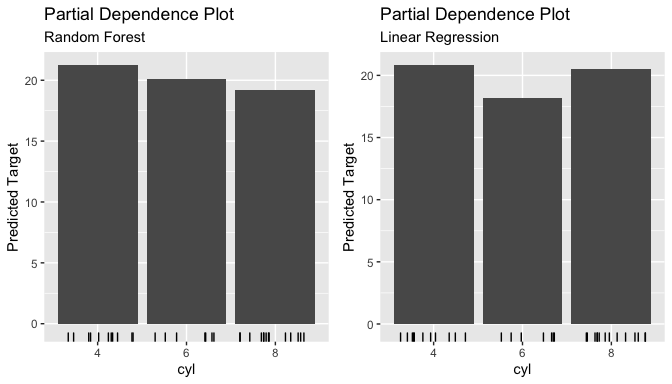 Partial Dependence Plot
Random Forest
Predicted Target
20
15
10
5
0
4 6 8
cyl
Partial Dependence Plot
Linear Regression
Predicted Target
20
15
10
5
0
4 6 8
cyl